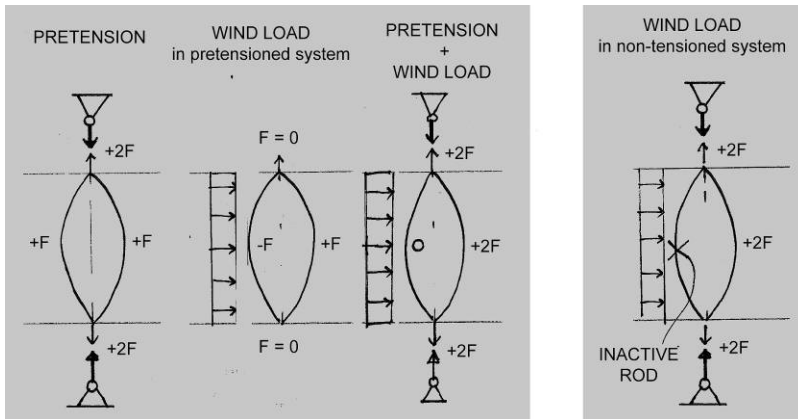 PRETENSION
+2F
+F
+F
+2F
WIND LOAD
in pretensioned system
F = 0
-F
+F
F = 0
PRETENSION
+
WIND LOAD
+2F
O
+2F
+2F
WIND LOAD
in non-tensioned system
+2F
+2F
INACTIVE
ROD
+2F